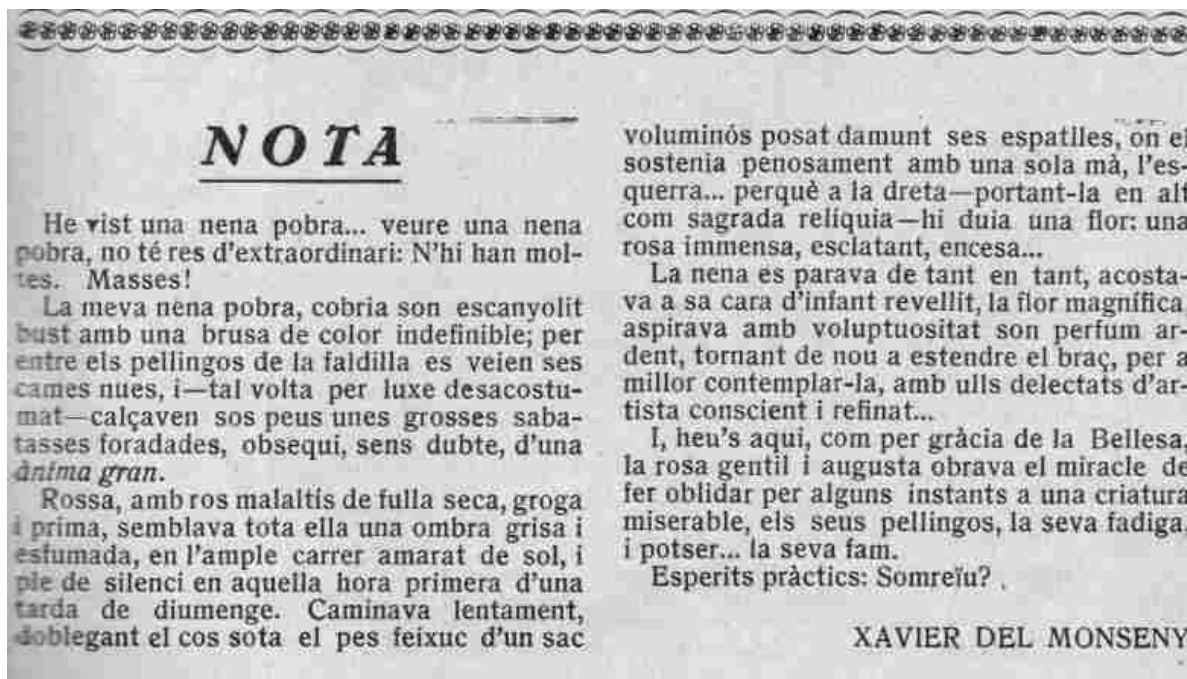 NOTA
He vist una nena pobra... veure una nena
pobra, no té res d'extraordinari: N'hi han mol-
tes. Masses!
La meva nena pobra, cobria son escanyolit
bust amb una brusa de color indefinible; per
entre els pellingos de la faldilla es veien ses
cames nues, i—tal volta per luxe desacostu-
mat—calçaven sos peus unes grosses saba-
tasses foradades, obsequi, sens dubte, d'una
ànima gran.
Rossa, amb ros malaltís de fulla seca, groga
i prima, semblava tota ella una ombra grisa i
esfumada, en l'ample carrer amarat de sol, i
ple de silenci en aquella hora primera d'una
tarda de diumenge. Caminava lentament,
doblegant el cos sota el pes feixuc d'un sac
voluminós posat damunt ses espatlles, on el
sostenia penosament amb una sola mà, l'es-
querra... perquè a la dreta—portant-la en alt
com sagrada relíquia—hi duia una flor: una
rosa immensa, esclatant, encesa...
La nena es parava de tant en tant, acosta-
va a sa cara d'infant revellit, la flor magnífica,
aspirava amb voluptuositat son perfum ar-
dent, tornant de nou a estendre el braç, per a
millor contemplar-la, amb ulls delectats d'ar-
tista conscient i refinat...
I, heu's aquí, com per gràcia de la Bellesa,
la rosa gentil i augusta obrava el miracle de
fer oblidar per alguns instants a una criatura
miserable, els seus pellingos, la seva fadiga,
i potser... la seva fam.
Esperits pràctics: Somreïu?
XAVIER DEL MONSENY